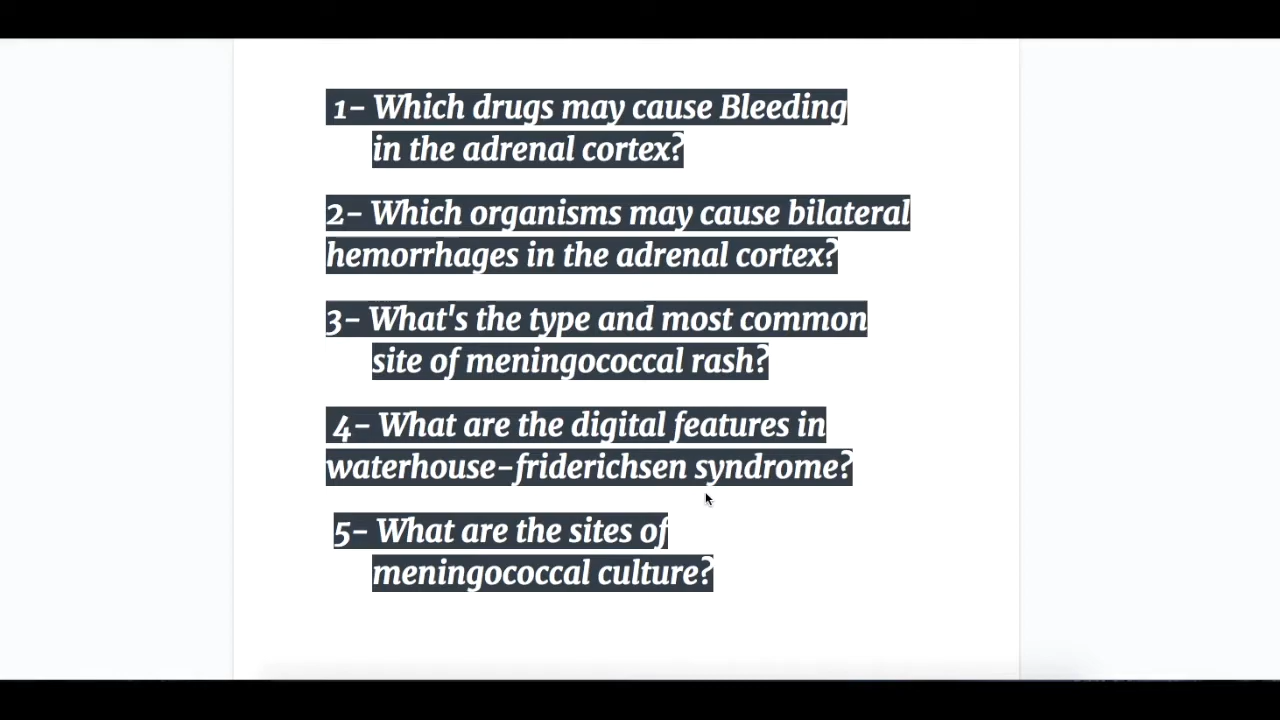 1- Which drugs may cause Bleeding
in the adrenal cortex?
2- Which organisms may cause bilateral
hemorrhages in the adrenal cortex?
3- What's the type and most common
site of meningococcal rash?
4- What are the digital features in
waterhouse-friderichsen syndrome?
5- What are the sites of
meningococcal culture?